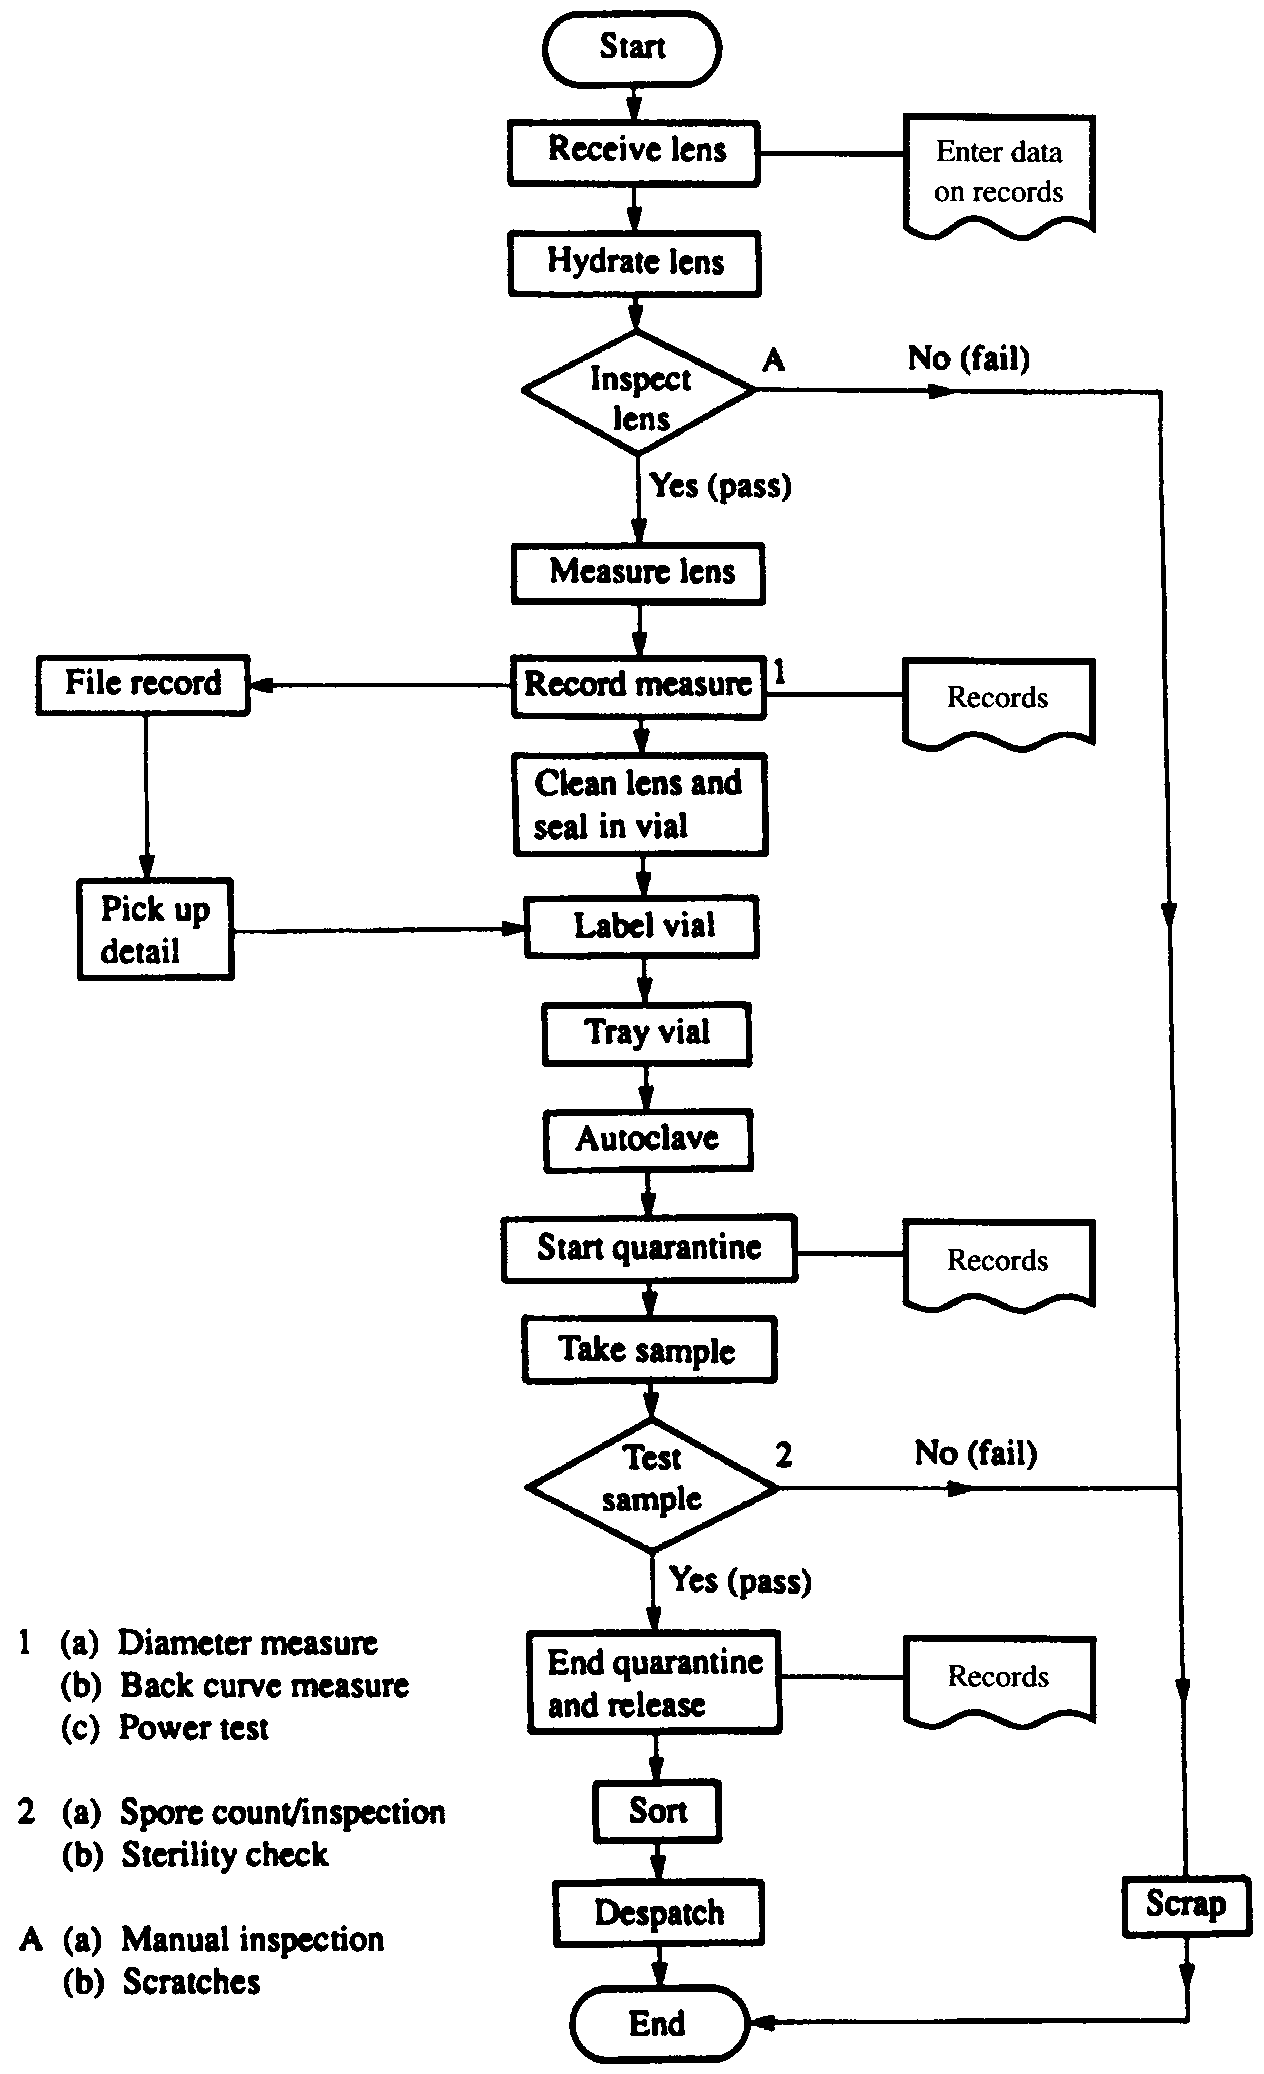 Start
Receive lens
Enter data
on records
Hydrate lens
Inspect
lens
A
No (fail)
Yes (pass)
Measure lens
File record
Record measure
1
Records
Clean lens and
seal in vial
Pick up
detail
Label vial
Tray vial
Autoclave
Start quarantine
Records
Take sample
Test
sample
2
No (fail)
Yes (pass)
End quarantine
and release
Records
Sort
Despatch
Scrap
End
1 (a) Diameter measure
(b) Back curve measure
(c) Power test
2 (a) Spore count/inspection
(b) Sterility check
A (a) Manual inspection
(b) Scratches